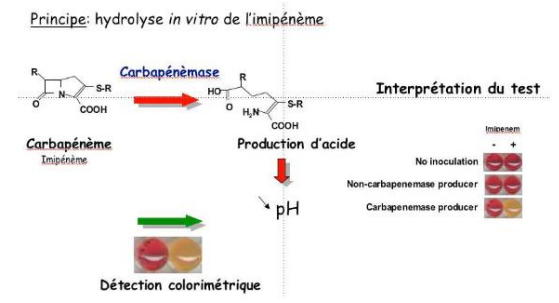 Principe: hydrolyse in vitro de l'imipénème
Carbapénèmase
Interprétation du test
R
S-R
N
O
COOH
R
HO
O
S-R
H₂N
COOH
Carbapénème
Imipénème
Production d'acide
Imipenem
- +
No inoculation
Non-carbapenemase producer
Carbapenemase producer
↘ pH
Détection colorimétrique